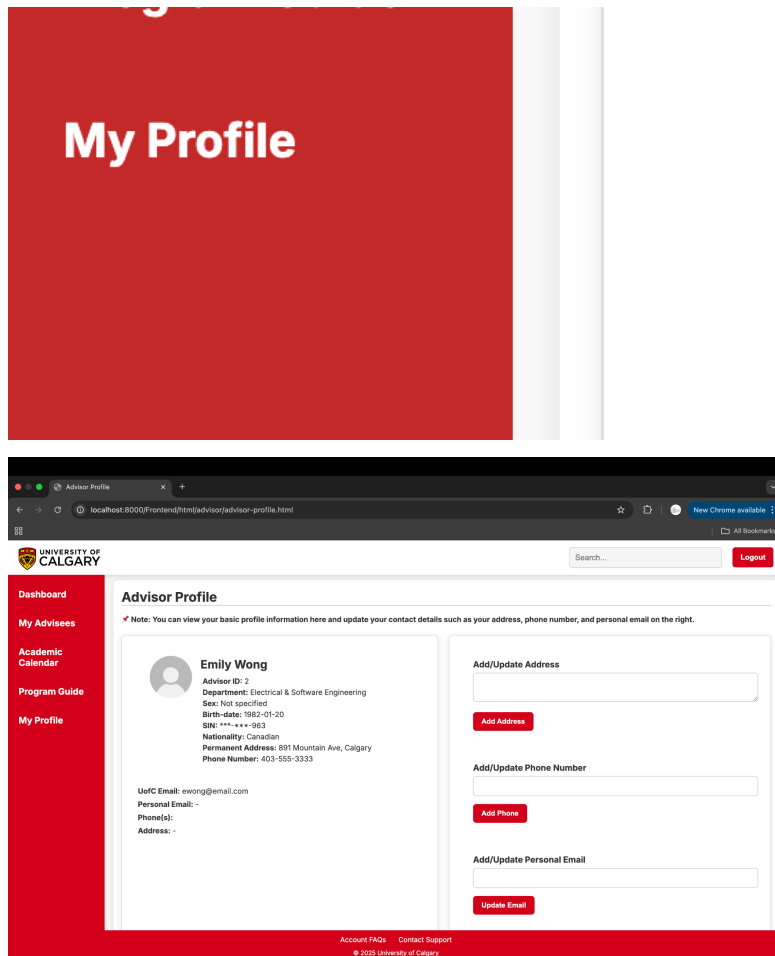 My Profile
Advisor Profile
localhost:8000/Frontend/html/advisor/advisor-profile.html
New Chrome available
All Bookmarks
UNIVERSITY OF
CALGARY
Search...
Logout
Dashboard
My Advisees
Academic
Calendar
Program Guide
My Profile
Advisor Profile
Note: You can view your basic profile information here and update your contact details such as your address, phone number, and personal email on the right.
Emily Wong
Advisor ID: 2
Department: Electrical & Software Engineering
Sex: Not specified
Birth-date: 1982-01-20
SIN: ***-***-963
Nationality: Canadian
Permanent Address: 891 Mountain Ave, Calgary
Phone Number: 403-555-3333
UofC Email: ewong@email.com
Personal Email: -
Phone(s):
Address: -
Add/Update Address
Add Address
Add/Update Phone Number
Add Phone
Add/Update Personal Email
Update Email
Account FAQs Contact Support
© 2025 University of Calgary